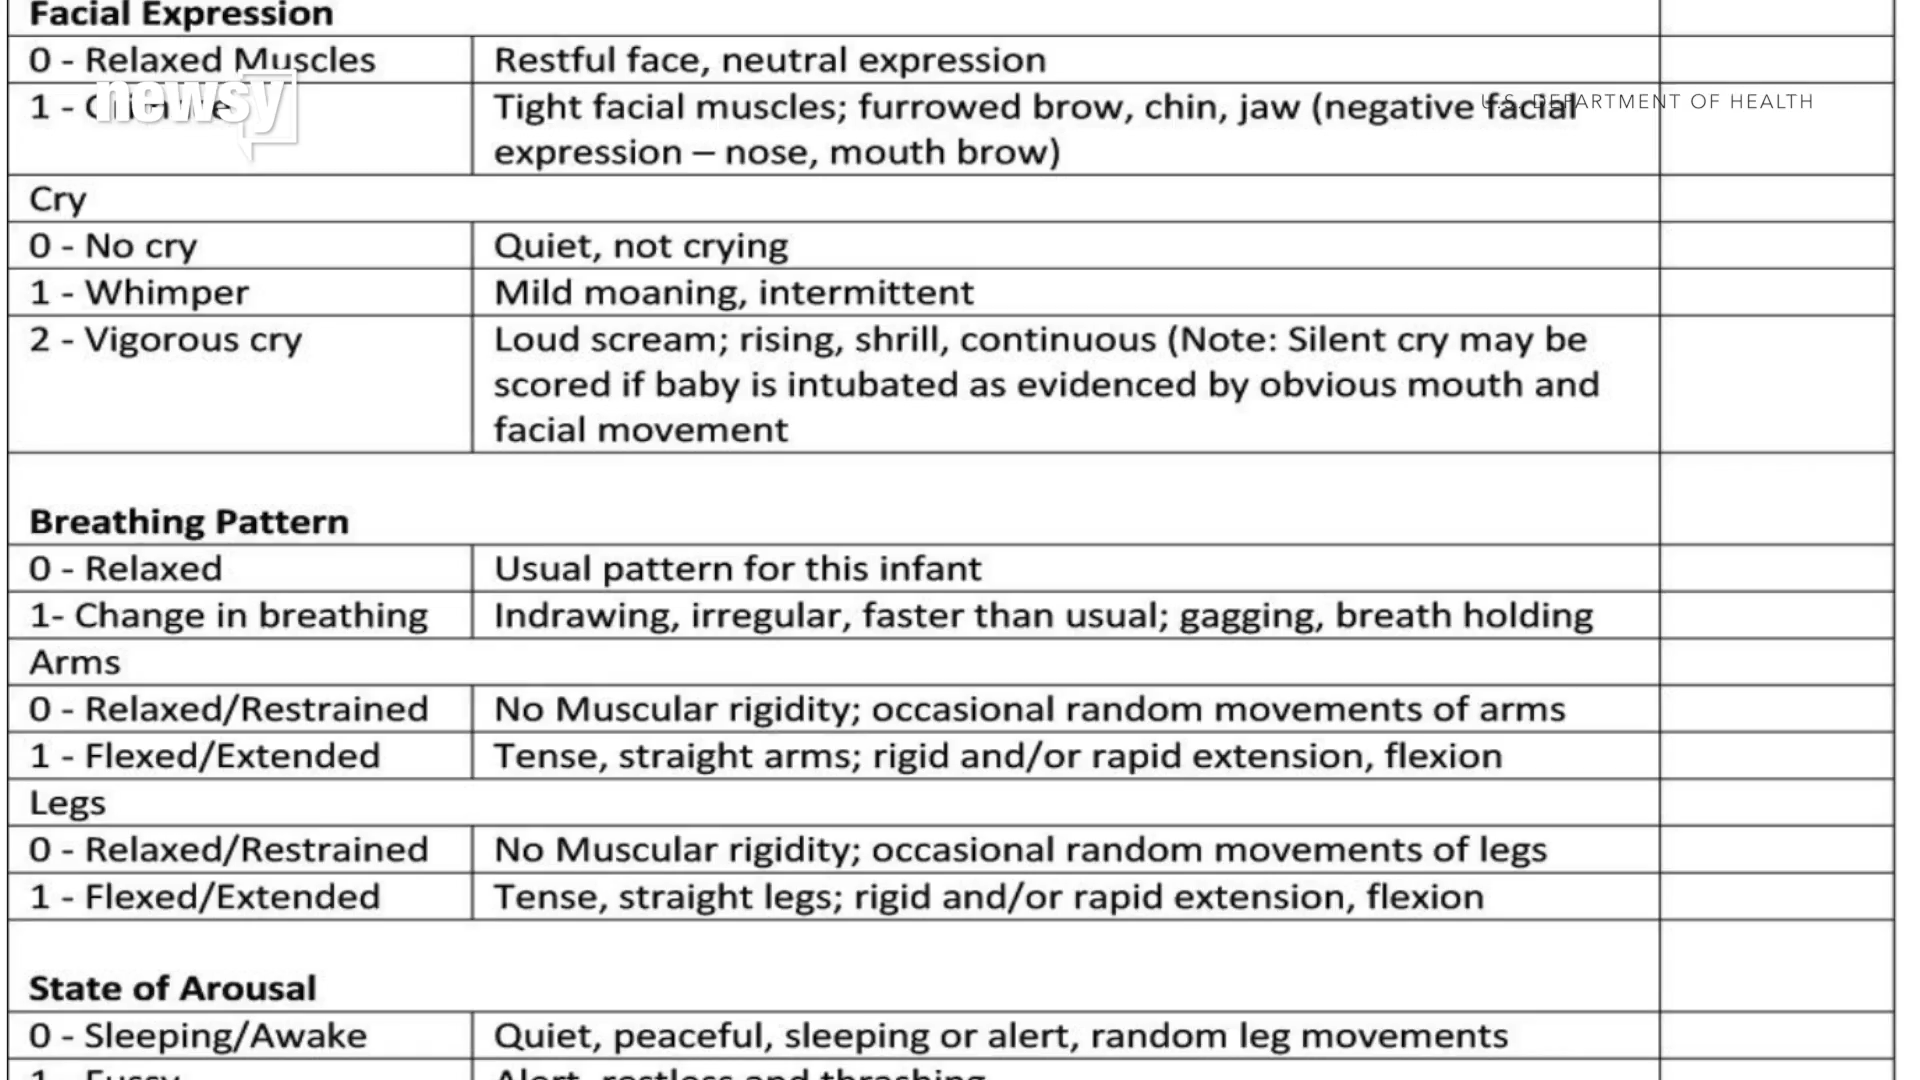 Facial Expression
0 - Relaxed Muscles Restful face, neutral expression
newsy
1 - Tight facial muscles; furrowed brow, chin, jaw (negative facial
U.S. DEPARTMENT OF HEALTH
expression – nose, mouth brow)
Cry
0 - No cry Quiet, not crying
1 - Whimper Mild moaning, intermittent
2 - Vigorous cry Loud scream; rising, shrill, continuous (Note: Silent cry may be
scored if baby is intubated as evidenced by obvious mouth and
facial movement
Breathing Pattern
0 - Relaxed Usual pattern for this infant
1- Change in breathing Indrawing, irregular, faster than usual; gagging, breath holding
Arms
0 - Relaxed/Restrained No Muscular rigidity; occasional random movements of arms
1 - Flexed/Extended Tense, straight arms; rigid and/or rapid extension, flexion
Legs
0 - Relaxed/Restrained No Muscular rigidity; occasional random movements of legs
1 - Flexed/Extended Tense, straight legs; rigid and/or rapid extension, flexion
State of Arousal
0 - Sleeping/Awake Quiet, peaceful, sleeping or alert, random leg movements
1 - Fussy Alert, restless and thrashing